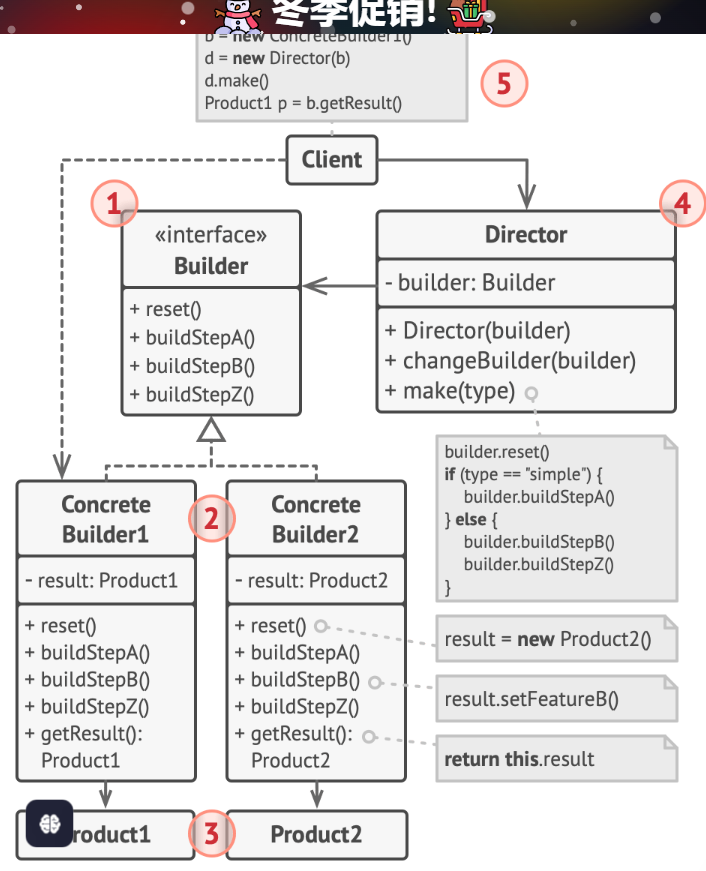 冬季促销!
b = new ConcreteBuilder1()
d = new Director(b)
d.make()
Product1 p = b.getResult()
5
Client
1
«interface»
Builder
+ reset()
+ buildStepA()
+ buildStepB()
+ buildStepZ()
4
Director
- builder: Builder
+ Director(builder)
+ changeBuilder(builder)
+ make(type)
builder.reset()
if (type == "simple") {
builder.buildStepA()
} else {
builder.buildStepB()
builder.buildStepZ()
}
Concrete
Builder1
- result: Product1
+ reset()
+ buildStepA()
+ buildStepB()
+ buildStepZ()
+ getResult():
Product1
2
Concrete
Builder2
- result: Product2
+ reset()
+ buildStepA()
+ buildStepB()
+ buildStepZ()
+ getResult():
Product2
result = new Product2()
result.setFeatureB()
return this.result
roduct1
3
Product2